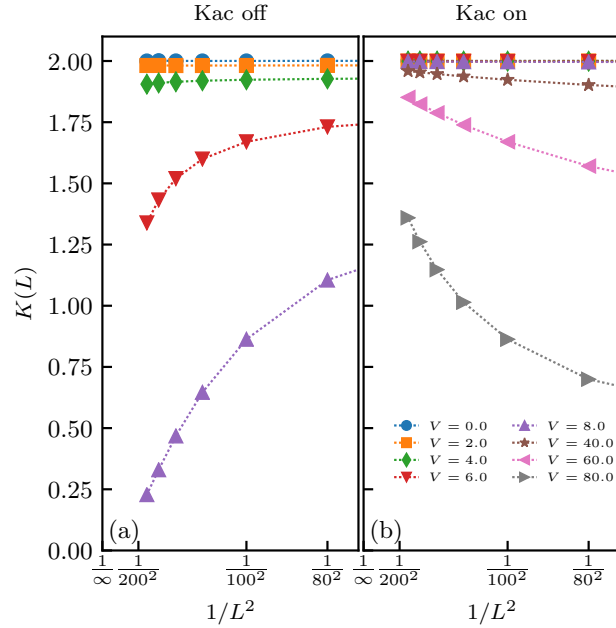 Kac off
Kac on
K(L)
2.00
1.75
1.50
1.25
1.00
0.75
0.50
0.25
0.00
(a)
(b)
V = 0.0
V = 2.0
V = 4.0
V = 6.0
V = 8.0
V = 40.0
V = 60.0
V = 80.0
1/∞ 1/200² 1/100² 1/80² 1/∞ 1/200² 1/100² 1/80²
1/L² 1/L²